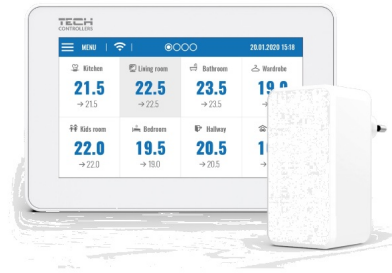 TECH
CONTROLLERS
MENU 20.01.2020 15:18
Kitchen Living room Bathroom Wardrobe
21.5 22.5 23.5
→ 21.5 → 22.5 → 23.5
Kids room Bedroom Hallway
22.0 19.5 20.5
→ 22.0 → 19.0 → 20.5